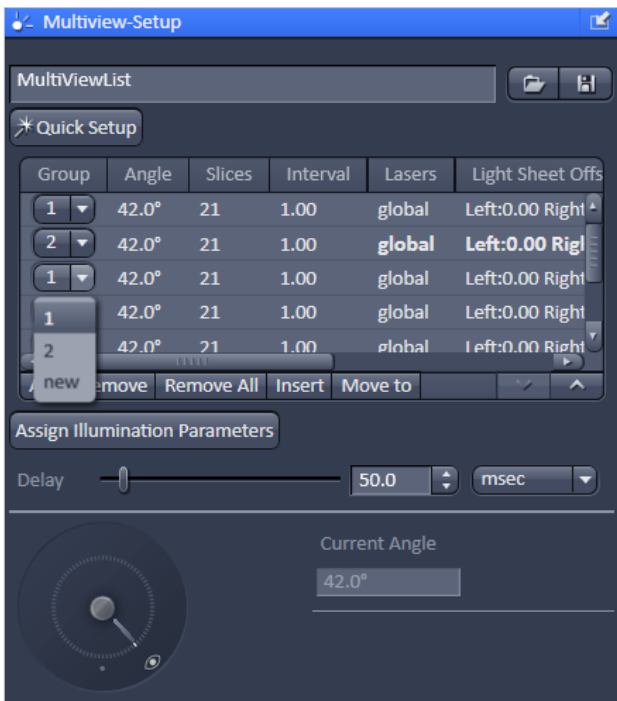 Multiview-Setup
MultiViewList
Quick Setup
Group Angle Slices Interval Lasers Light Sheet Offs
1 42.0° 21 1.00 global Left:0.00 Right
2 42.0° 21 1.00 global Left:0.00 Righ
1 42.0° 21 1.00 global Left:0.00 Right
1 42.0° 21 1.00 global Left:0.00 Right
2 42.0° 21 1.00 global Left:0.00 Right
new move Remove All Insert Move to
Assign Illumination Parameters
Delay 50.0 msec
Current Angle
42.0°